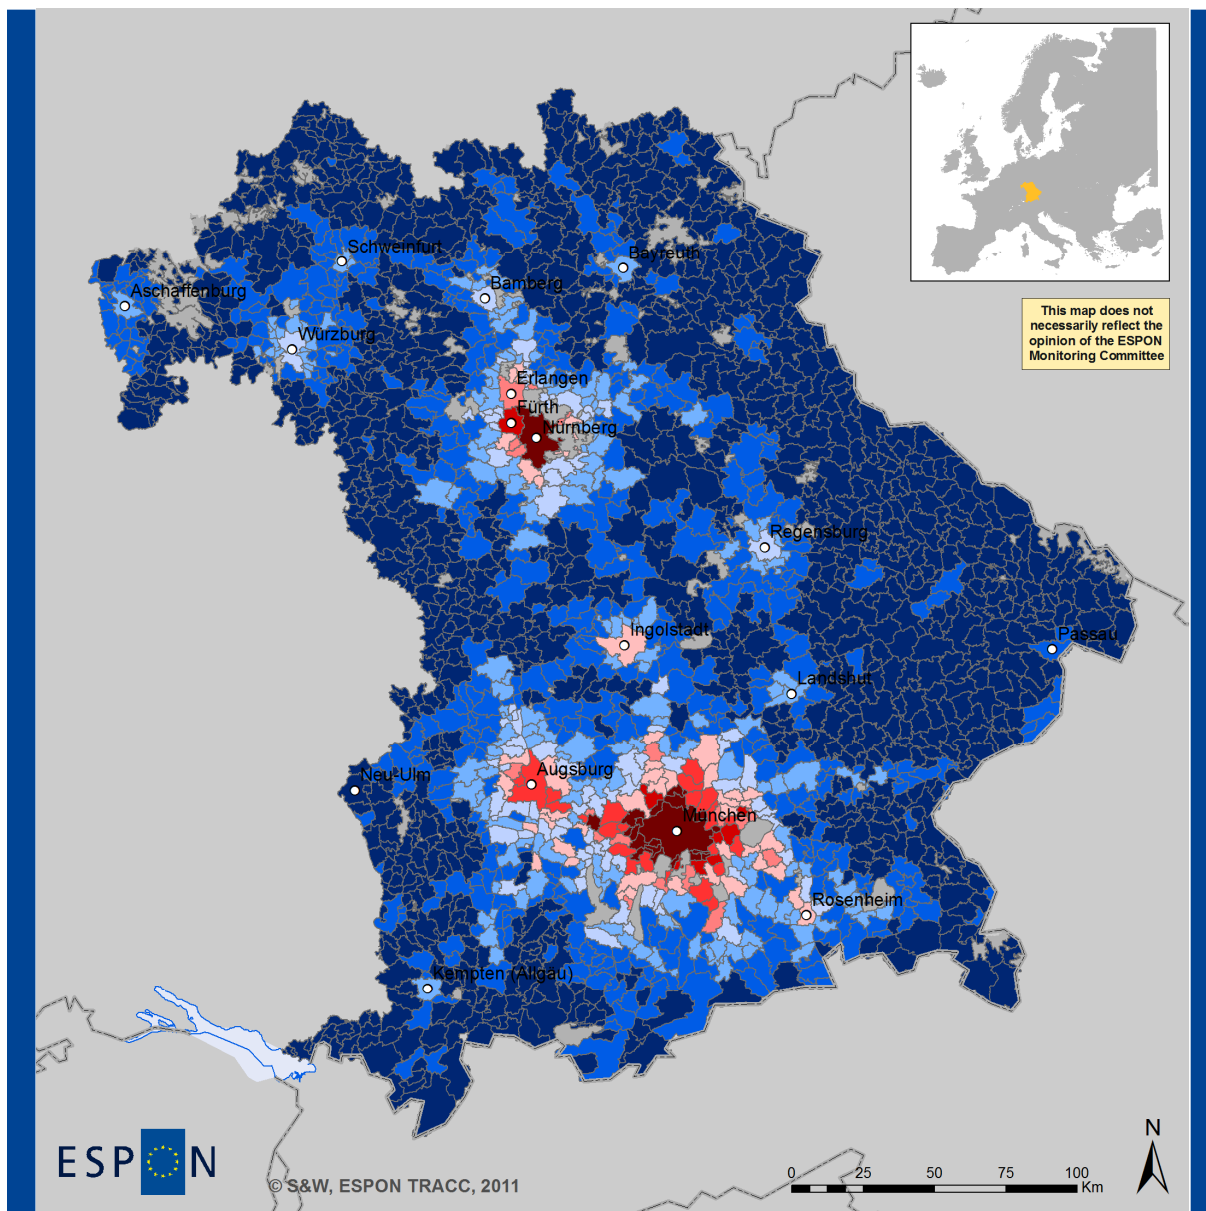 This map does not
necessarily reflect the
opinion of the ESPON
Monitoring Committee
Schweinfurt
Bayreuth
Aschaffenburg
Bamberg
Würzburg
Erlangen
Fürth
Nürnberg
Regensburg
Ingolstadt
Passau
Landshut
Augsburg
Neu-Ulm
München
Rosenheim
Kempten (Allgäu)
ESPON
© S&W, ESPON TRACC, 2011
0 25 50 75 100
Km
N